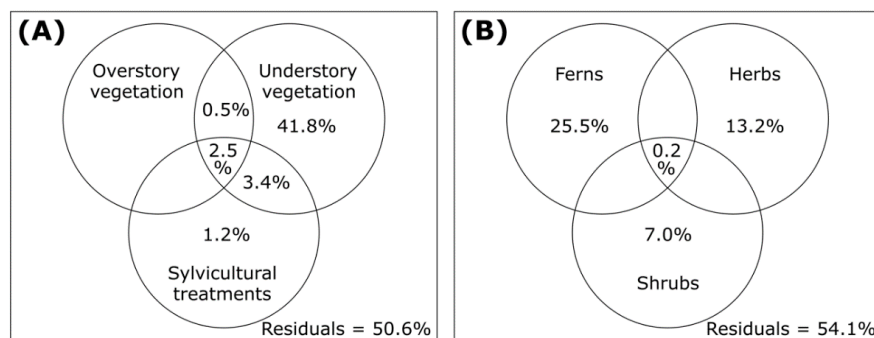 (A)
Overstory
vegetation
Understory
vegetation
0.5%
41.8%
2.5
%
3.4%
1.2%
Sylvicultural
treatments
Residuals = 50.6%
(B)
Ferns
Herbs
25.5%
13.2%
0.2
%
7.0%
Shrubs
Residuals = 54.1%